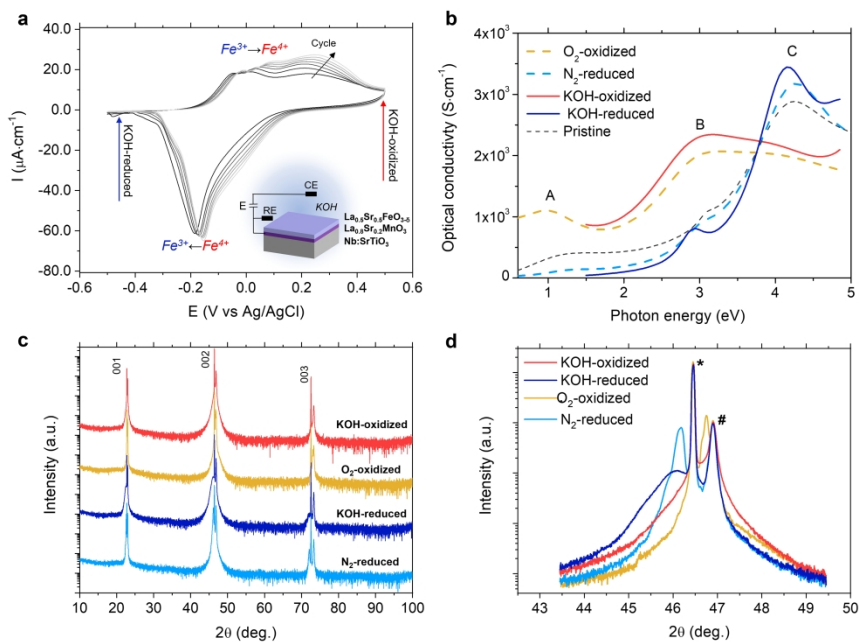 a
Fe³⁺→Fe⁴⁺
Cycle
KOH-reduced
KOH-oxidized
Fe³⁺←Fe⁴⁺
CE
E
RE
KOH
La₀.₅Sr₀.₅FeO₃₋δ
La₀.₈Sr₀.₂MnO₃
Nb:SrTiO₃
I (µA·cm⁻¹)
40.0
20.0
0.0
20.0
40.0
60.0
80.0
-0.6 -0.4 -0.2 0.0 0.2 0.4 0.6
E (V vs Ag/AgCl)
b
O₂-oxidized
N₂-reduced
KOH-oxidized
KOH-reduced
Pristine
A
B
C
Optical conductivty (S·cm⁻¹)
4x10³
3x10³
2x10³
1x10³
0
1 2 3 4 5
Photon energy (eV)
c
001
002
003
KOH-oxidized
O₂-oxidized
KOH-reduced
N₂-reduced
Intensity (a.u.)
10 20 30 40 50 60 70 80 90 100
2θ (deg.)
d
KOH-oxidized
KOH-reduced
O₂-oxidized
N₂-reduced
*
#
Intensity (a.u.)
43 44 45 46 47 48 49 50
2θ (deg.)